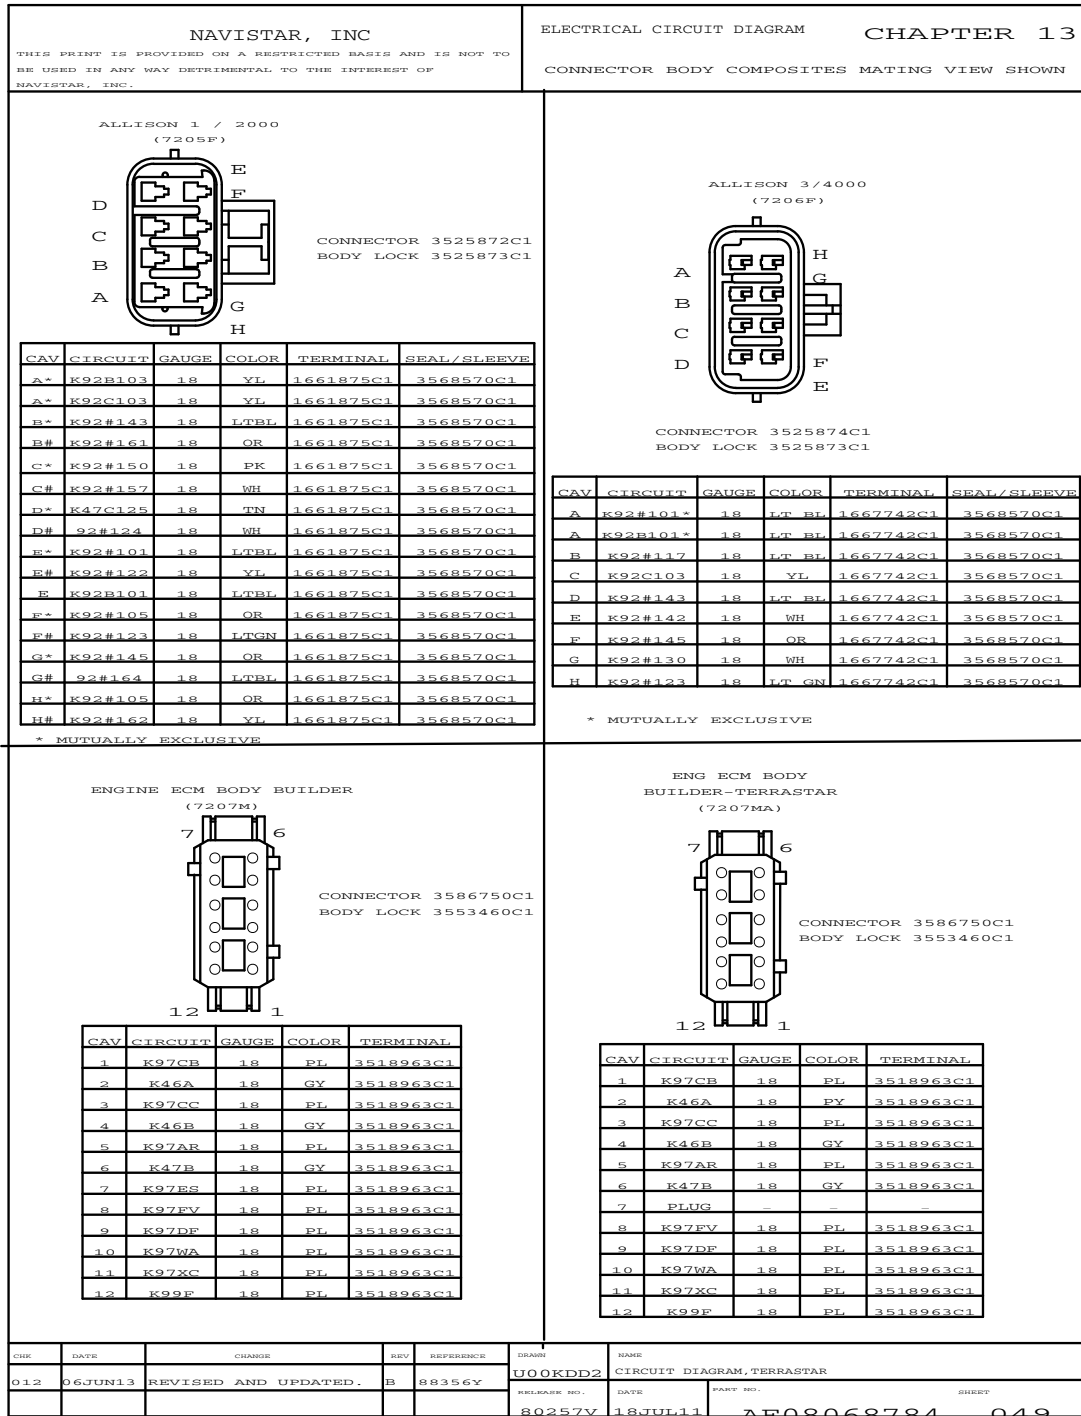 NAVISTAR, INC
THIS PRINT IS PROVIDED ON A RESTRICTED BASIS AND IS NOT TO
BE USED IN ANY WAY DETRIMENTAL TO THE INTEREST OF
NAVISTAR, INC.
ELECTRICAL CIRCUIT DIAGRAM CHAPTER 13
CONNECTOR BODY COMPOSITES MATING VIEW SHOWN
ALLISON 1 / 2000
(7205F)
E
F
D
C
B
A
G
H
CONNECTOR 3525872C1
BODY LOCK 3525873C1
CAV CIRCUIT GAUGE COLOR TERMINAL SEAL/SLEEVE
A* K92B103 18 YL 1661875C1 3568570C1
A* K92C103 18 YL 1661875C1 3568570C1
B* K92#143 18 LTBL 1661875C1 3568570C1
B# K92#161 18 OR 1661875C1 3568570C1
C* K92#150 18 PK 1661875C1 3568570C1
C# K92#157 18 WH 1661875C1 3568570C1
D* K47C125 18 TN 1661875C1 3568570C1
D# 92#124 18 WH 1661875C1 3568570C1
E* K92#101 18 LTBL 1661875C1 3568570C1
E# K92#122 18 YL 1661875C1 3568570C1
E K92B101 18 LTBL 1661875C1 3568570C1
F* K92#105 18 OR 1661875C1 3568570C1
F# K92#123 18 LTGN 1661875C1 3568570C1
G* K92#145 18 OR 1661875C1 3568570C1
G# 92#164 18 LTBL 1661875C1 3568570C1
H* K92#105 18 OR 1661875C1 3568570C1
H# K92#162 18 YL 1661875C1 3568570C1
* MUTUALLY EXCLUSIVE
ALLISON 3/4000
(7206F)
H
G
A
B
C
D
F
E
CONNECTOR 3525874C1
BODY LOCK 3525873C1
CAV CIRCUIT GAUGE COLOR TERMINAL SEAL/SLEEVE
A K92#101* 18 LT BL 1667742C1 3568570C1
A K92B101* 18 LT BL 1667742C1 3568570C1
B K92#117 18 LT BL 1667742C1 3568570C1
C K92C103 18 YL 1667742C1 3568570C1
D K92#143 18 LT BL 1667742C1 3568570C1
E K92#142 18 WH 1667742C1 3568570C1
F K92#145 18 OR 1667742C1 3568570C1
G K92#130 18 WH 1667742C1 3568570C1
H K92#123 18 LT GN 1667742C1 3568570C1
* MUTUALLY EXCLUSIVE
ENGINE ECM BODY BUILDER
(7207M)
7 6
CONNECTOR 3586750C1
BODY LOCK 3553460C1
12 1
CAV CIRCUIT GAUGE COLOR TERMINAL
1 K97CB 18 PL 3518963C1
2 K46A 18 GY 3518963C1
3 K97CC 18 PL 3518963C1
4 K46B 18 GY 3518963C1
5 K97AR 18 PL 3518963C1
6 K47B 18 GY 3518963C1
7 K97ES 18 PL 3518963C1
8 K97FV 18 PL 3518963C1
9 K97DF 18 PL 3518963C1
10 K97WA 18 PL 3518963C1
11 K97XC 18 PL 3518963C1
12 K99F 18 PL 3518963C1
ENG ECM BODY
BUILDER-TERRASTAR
(7207MA)
7 6
CONNECTOR 3586750C1
BODY LOCK 3553460C1
12 1
CAV CIRCUIT GAUGE COLOR TERMINAL
1 K97CB 18 PL 3518963C1
2 K46A 18 PY 3518963C1
3 K97CC 18 PL 3518963C1
4 K46B 18 GY 3518963C1
5 K97AR 18 PL 3518963C1
6 K47B 18 GY 3518963C1
7 PLUG - - -
8 K97FV 18 PL 3518963C1
9 K97DF 18 PL 3518963C1
10 K97WA 18 PL 3518963C1
11 K97XC 18 PL 3518963C1
12 K99F 18 PL 3518963C1
CHK DATE CHANGE REV REFERENCE
012 06JUN13 REVISED AND UPDATED. B 88356Y
DRAWN NAME
U00KDD2 CIRCUIT DIAGRAM, TERRASTAR
RELEASE NO. DATE PART NO. SHEET
80257V 18JUL11 AF08068784 049